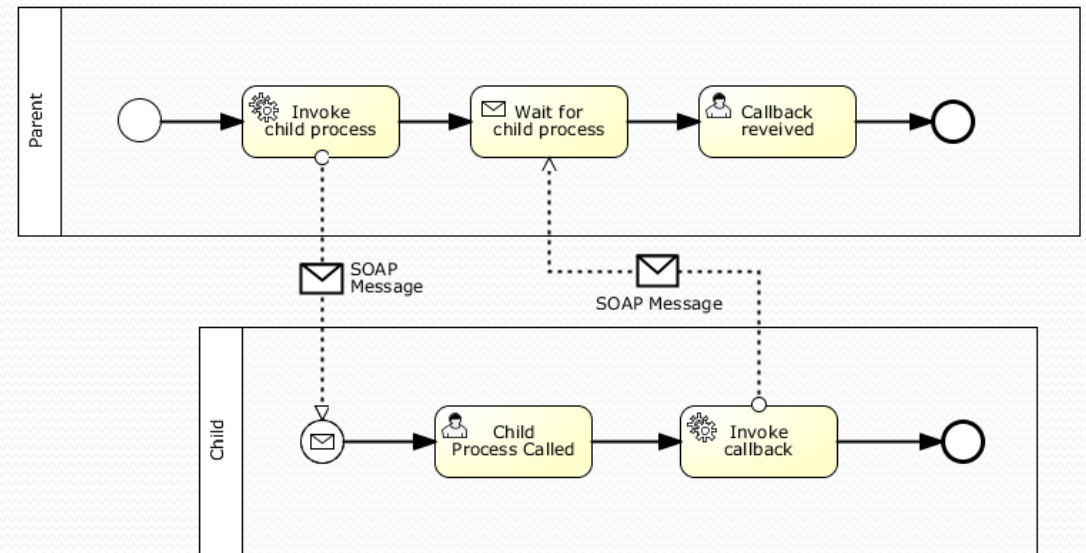 Parent
Invoke
child process
Wait for
child process
Callback
reveived
SOAP
Message
SOAP Message
Child
Child
Process Called
Invoke
callback